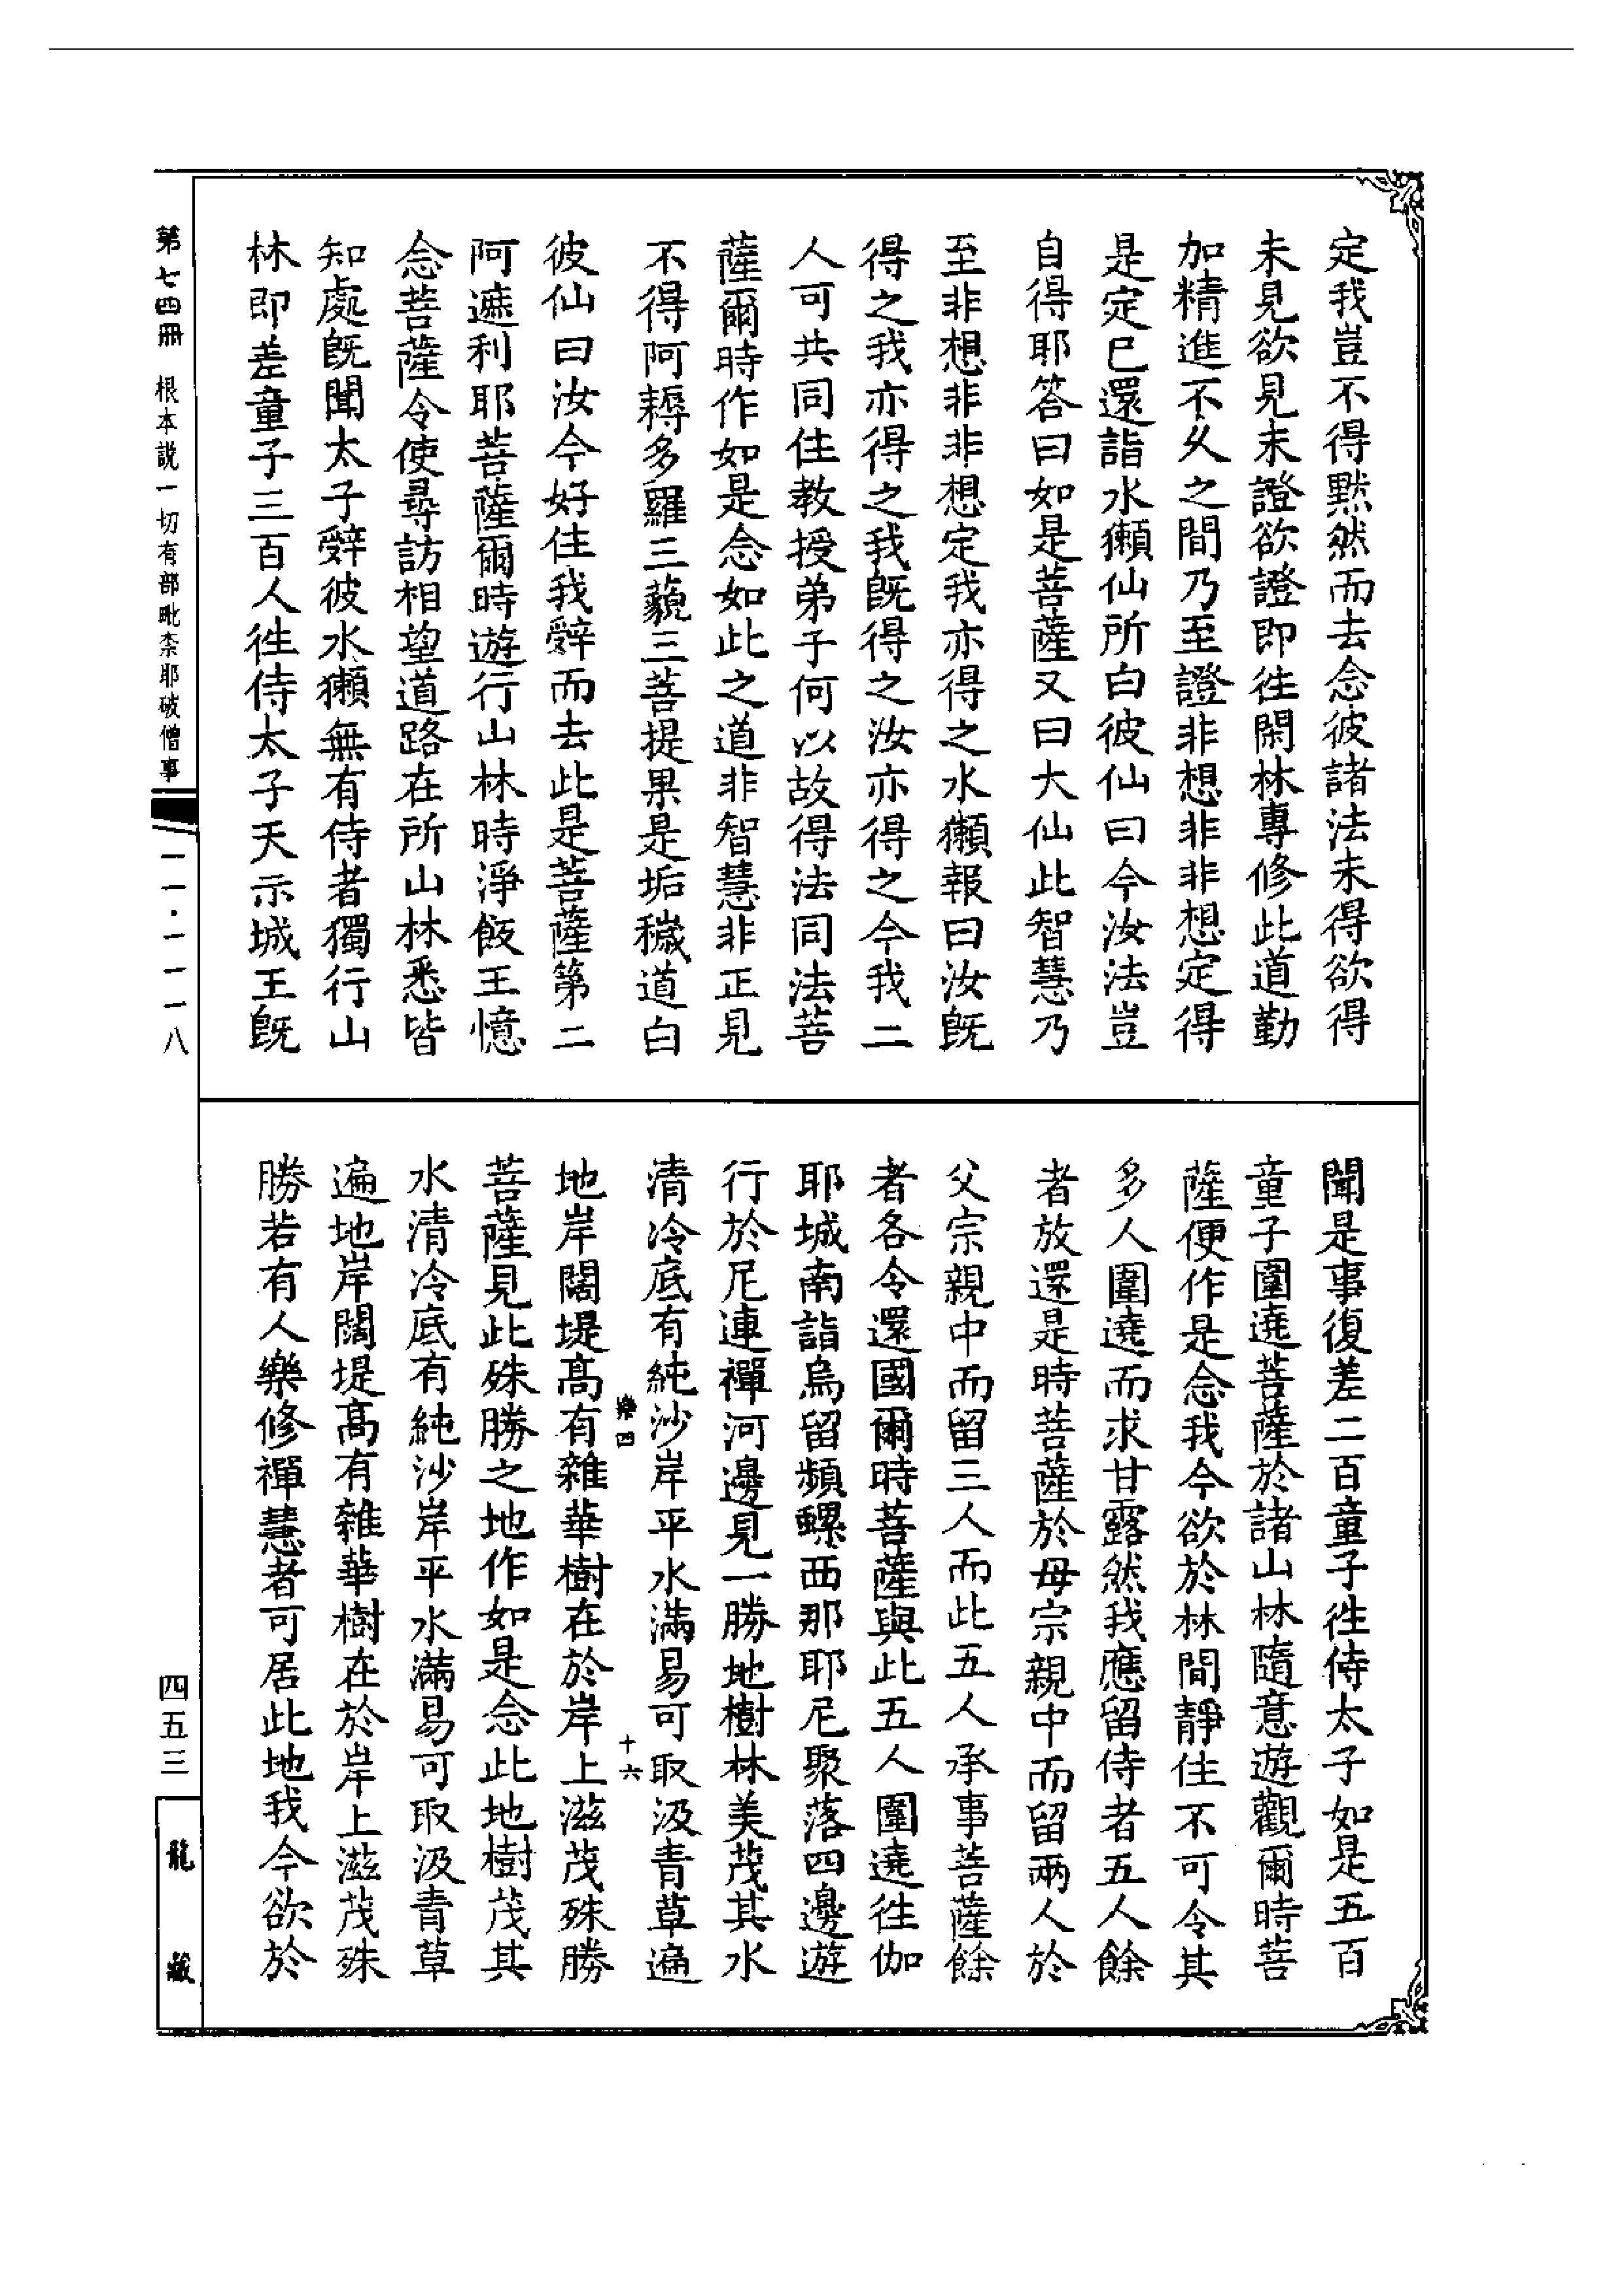 定我豈不得黙然而去念彼諸法未得欲得
未見欲見未證欲證即往閑林專修此道勤
加精進不久之間乃至證非想非非想定得
是定已還詣水獺仙所白彼仙曰今汝法豈
自得耶答曰如是菩薩又曰大仙此智慧乃
至非想非非想定我亦得之水獺報曰汝既
得之我亦得之我既得之汝亦得之今我二
人可共同住教授弟子何以故得法同法菩
薩爾時作如是念如此之道非智慧非正見
不得阿耨多羅三藐三菩提果是垢穢道白
彼仙曰汝今好住我辭而去此是菩薩第二
阿遮利耶菩薩爾時遊行山林時淨飯王憶
念菩薩令使尋訪相望道路在所山林悉皆
知處既聞太子辭彼水獺無有侍者獨行山
林即差童子三百人往侍太子天示城王既
聞是事復差二百童子往侍太子如是五百
童子圍遶菩薩於諸山林隨意遊觀爾時菩
薩便作是念我今欲於林間靜住不可令其
多人圍遶而求甘露然我應留侍者五人餘
者放還是時菩薩於母宗親中而留兩人於
父宗親中而留三人而此五人承事菩薩餘
者各令還國爾時菩薩與此五人圍遶往伽
耶城南詣烏留頻螺西那耶尼聚落四邊遊
行於尼連禪河邊見一勝地樹林美茂其水
清冷底有純沙岸平水滿易可取汲青草遍
樂四 十六
地岸闊堤高有雜華樹在於岸上滋茂殊勝
菩薩見此殊勝之地作如是念此地樹茂其
水清冷底有純沙岸平水滿易可取汲青草
遍地岸闊堤高有雜華樹在於岸上滋茂殊
勝若有人樂修禪慧者可居此地我今欲於
第七四冊 根本説一切有部毗奈耶破僧事
一一·一一一八
四五三
龍藏